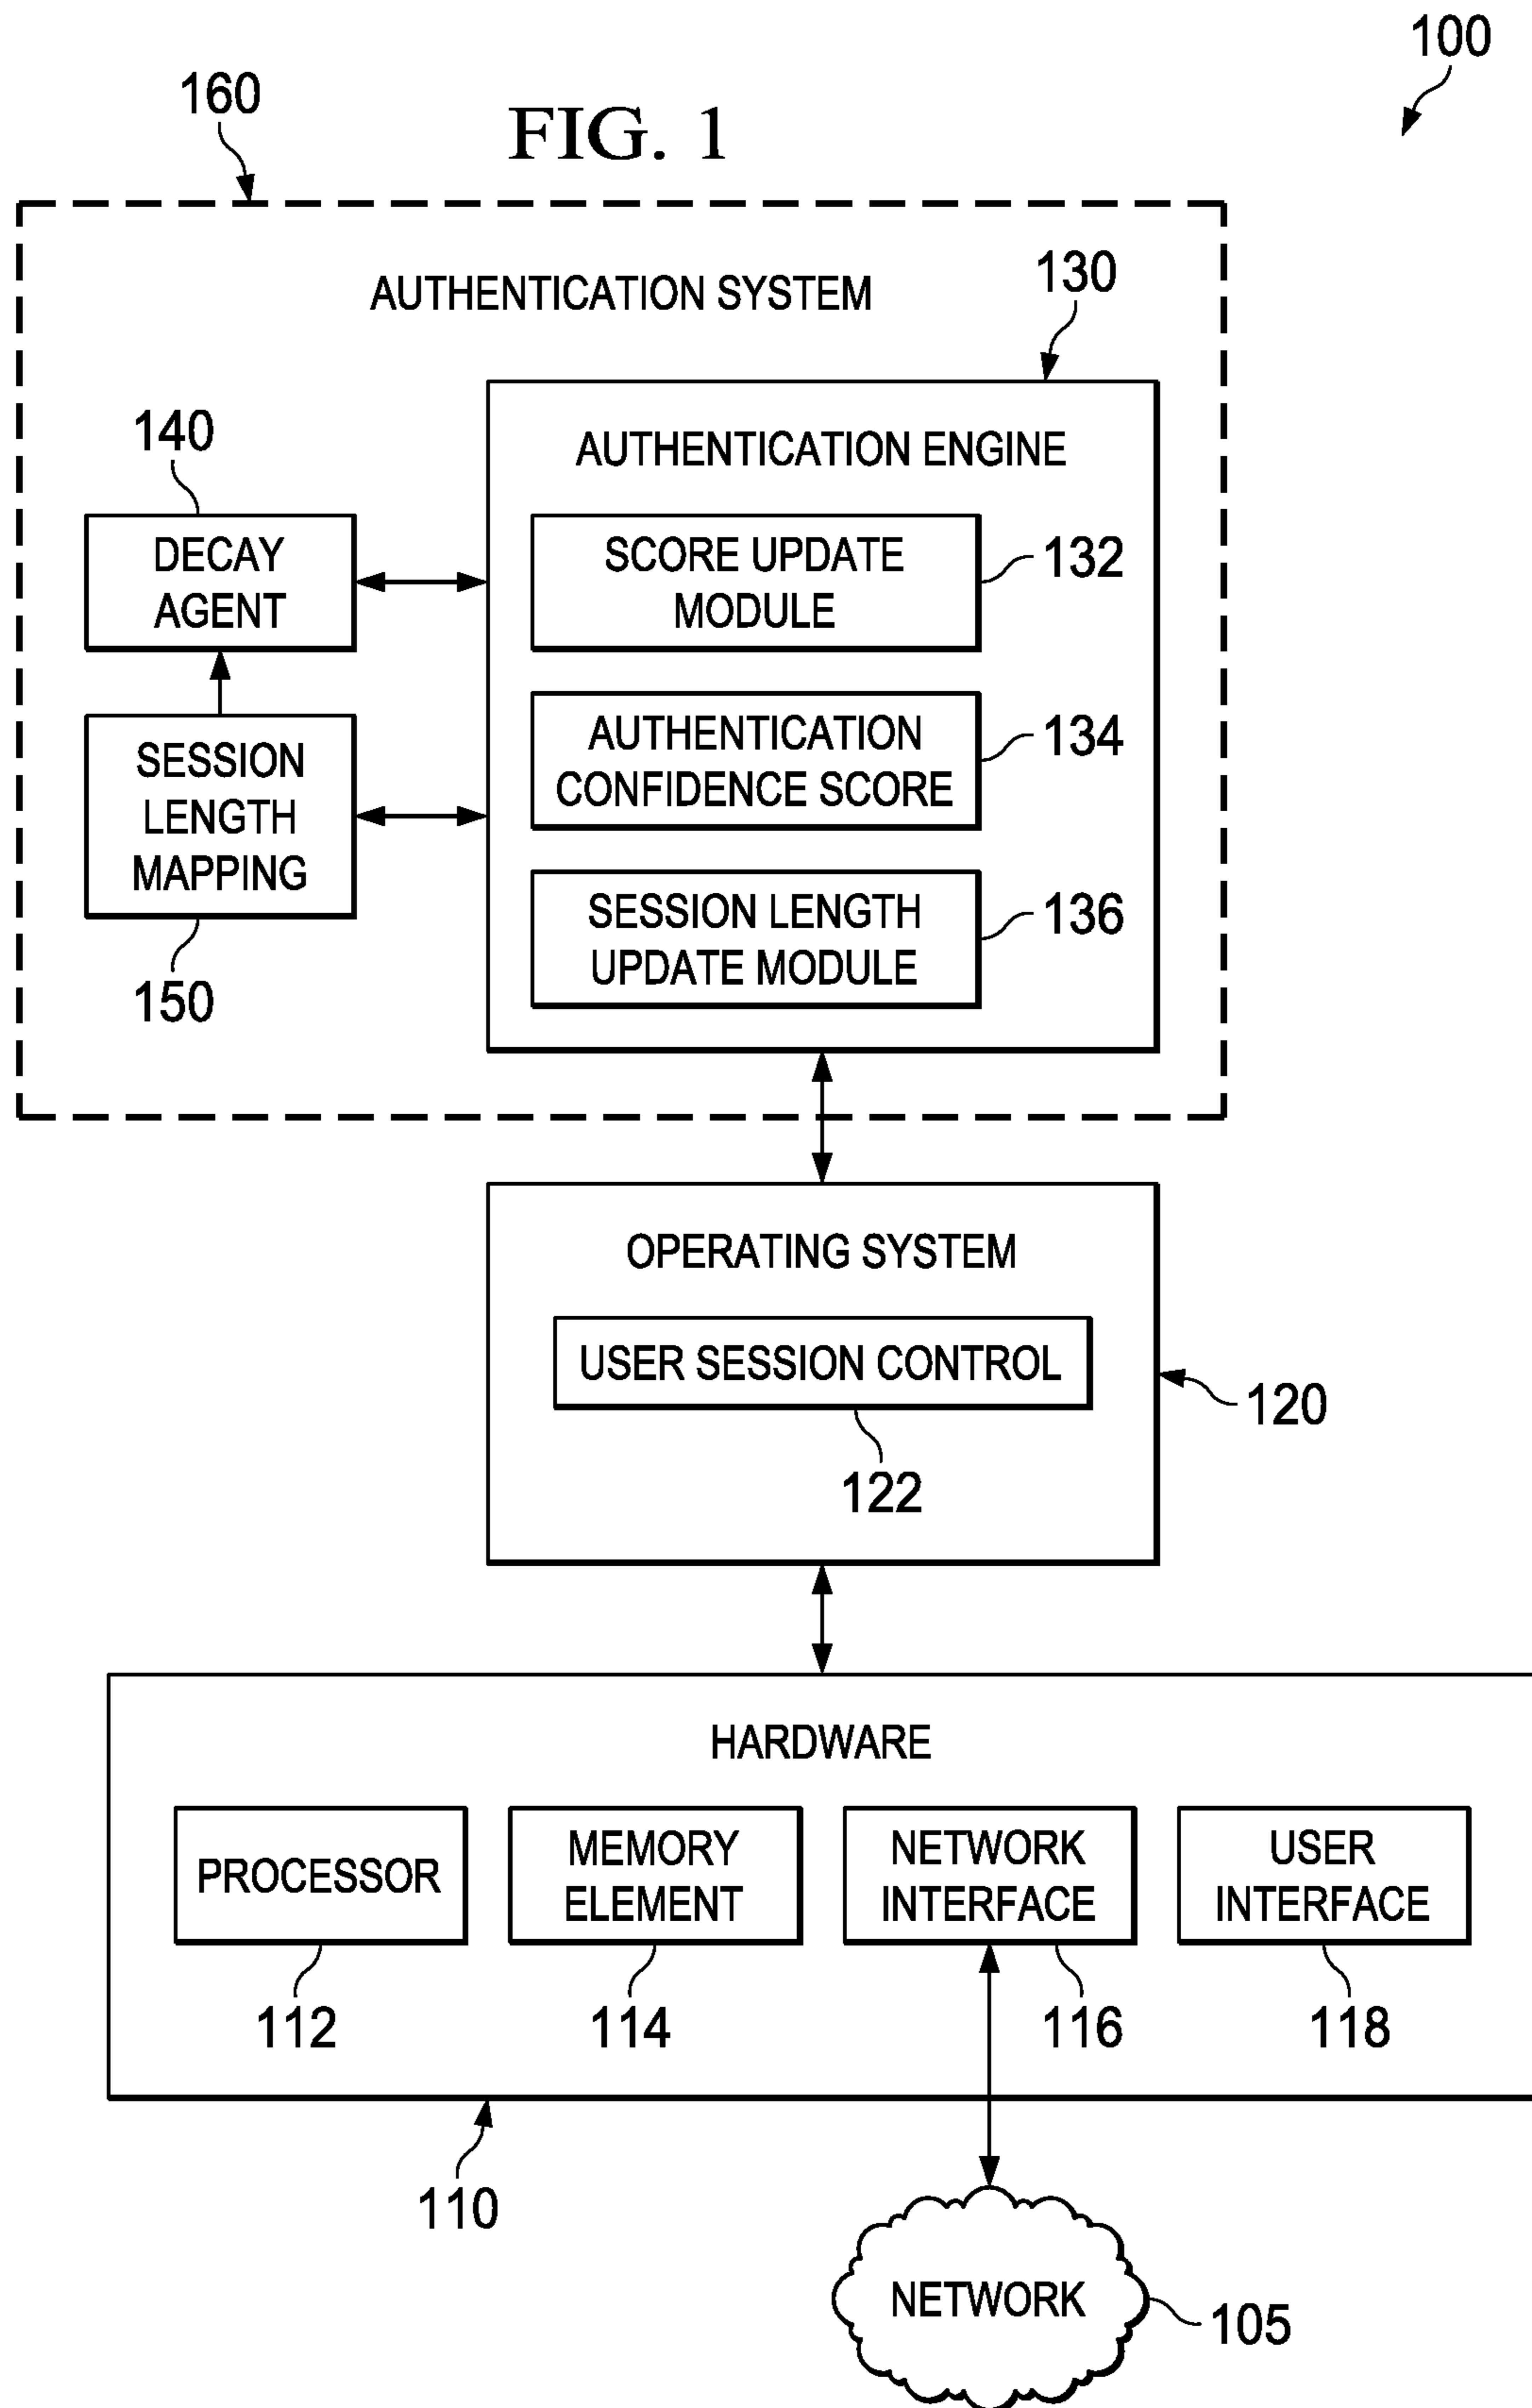 100
160
FIG. 1
AUTHENTICATION SYSTEM
130
140
AUTHENTICATION ENGINE
DECAY
AGENT
SCORE UPDATE
MODULE
132
SESSION
LENGTH
MAPPING
AUTHENTICATION
CONFIDENCE SCORE
134
150
SESSION LENGTH
UPDATE MODULE
136
OPERATING SYSTEM
USER SESSION CONTROL
120
122
HARDWARE
PROCESSOR
MEMORY
ELEMENT
NETWORK
INTERFACE
USER
INTERFACE
112
114
116
118
110
NETWORK
105